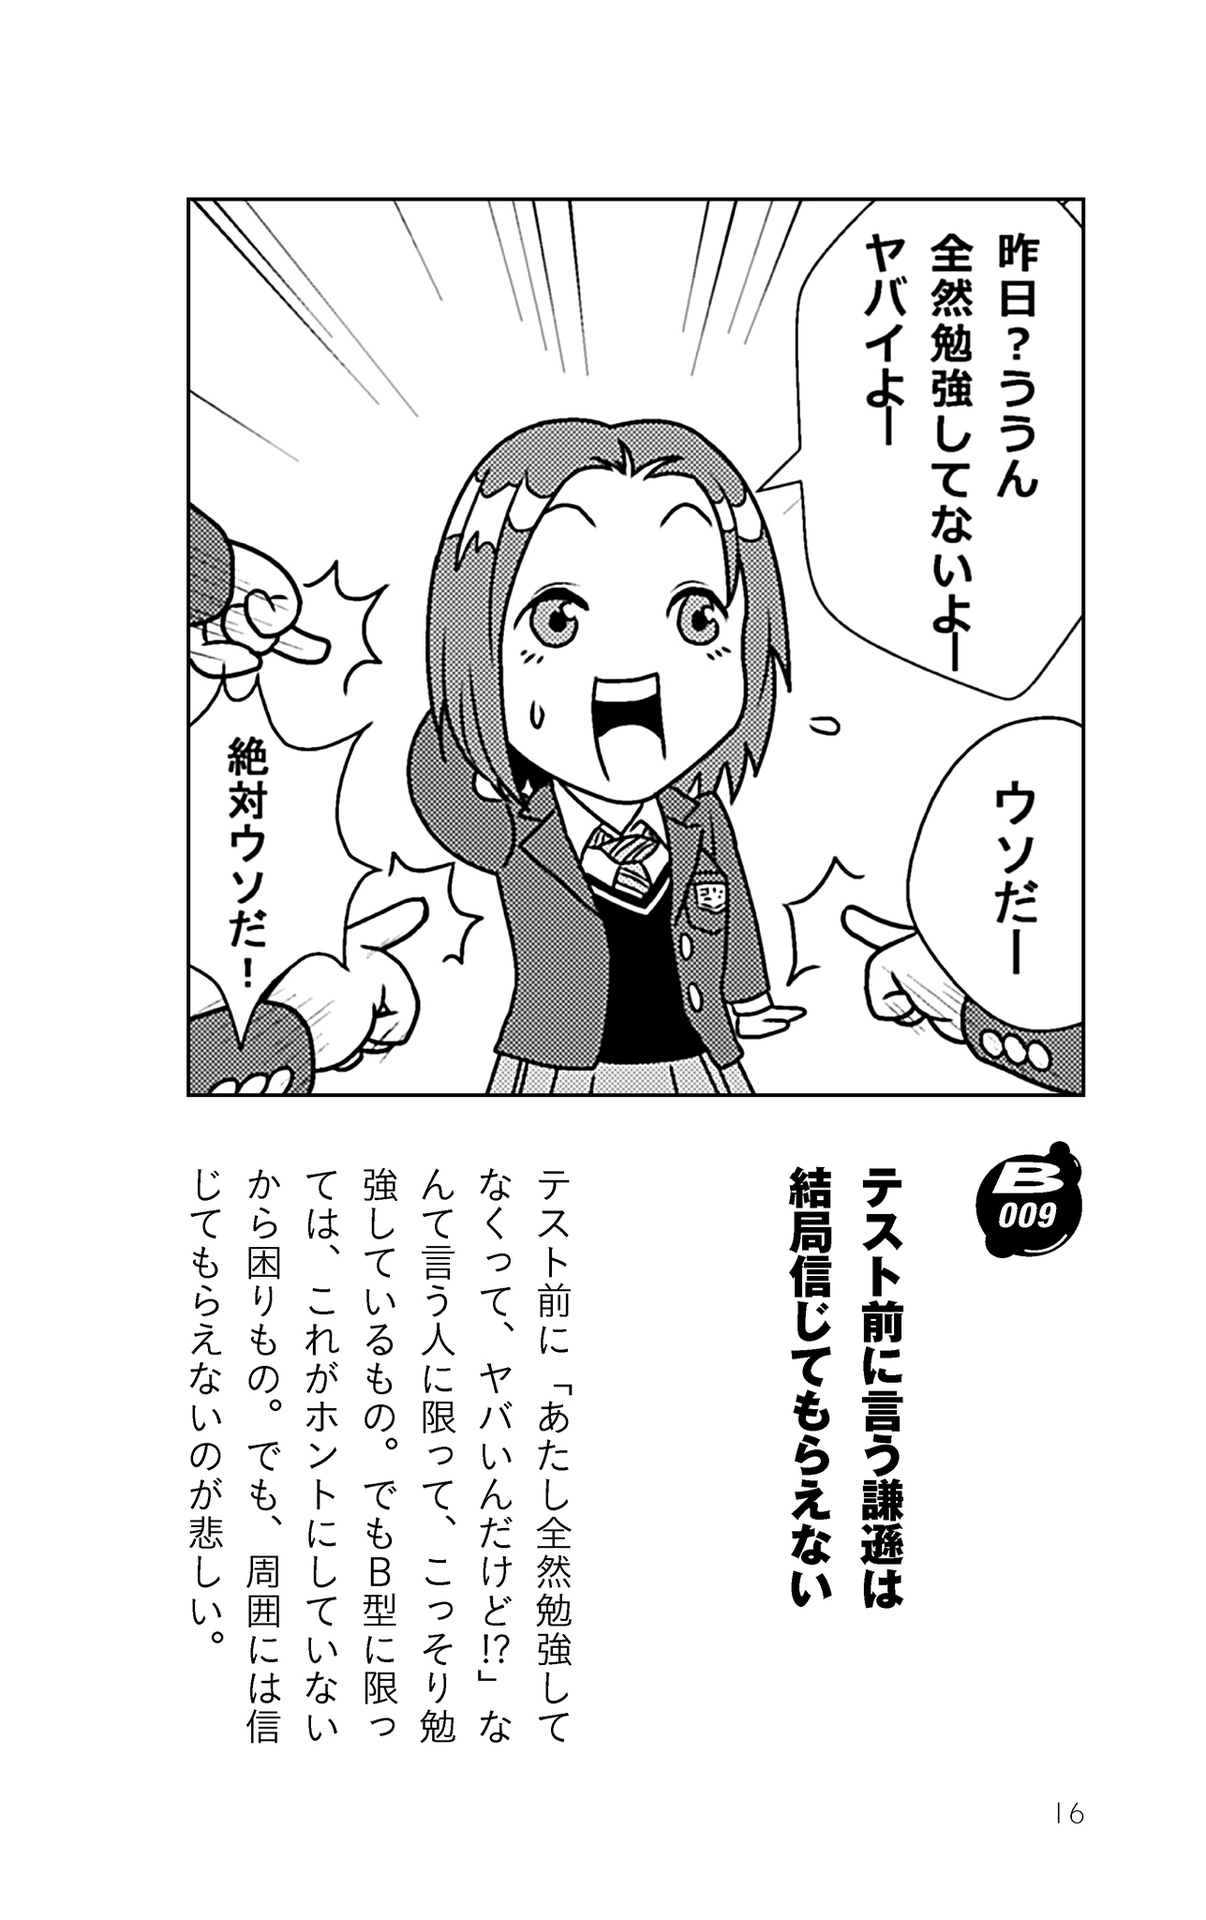 昨日？ううん
全然勉強してないよー
ヤバイよー
ウソだー
絶対ウソだ！
B
009
テスト前に言う謙遜は
結局信じてもらえない
テスト前に「あたし全然勉強して
なくって、ヤバいんだけど!?」な
んて言う人に限って、こっそり勉
強しているもの。でもB型に限っ
ては、これがホントにしていない
から困りもの。でも、周囲には信
じてもらえないのが悲しい。
16